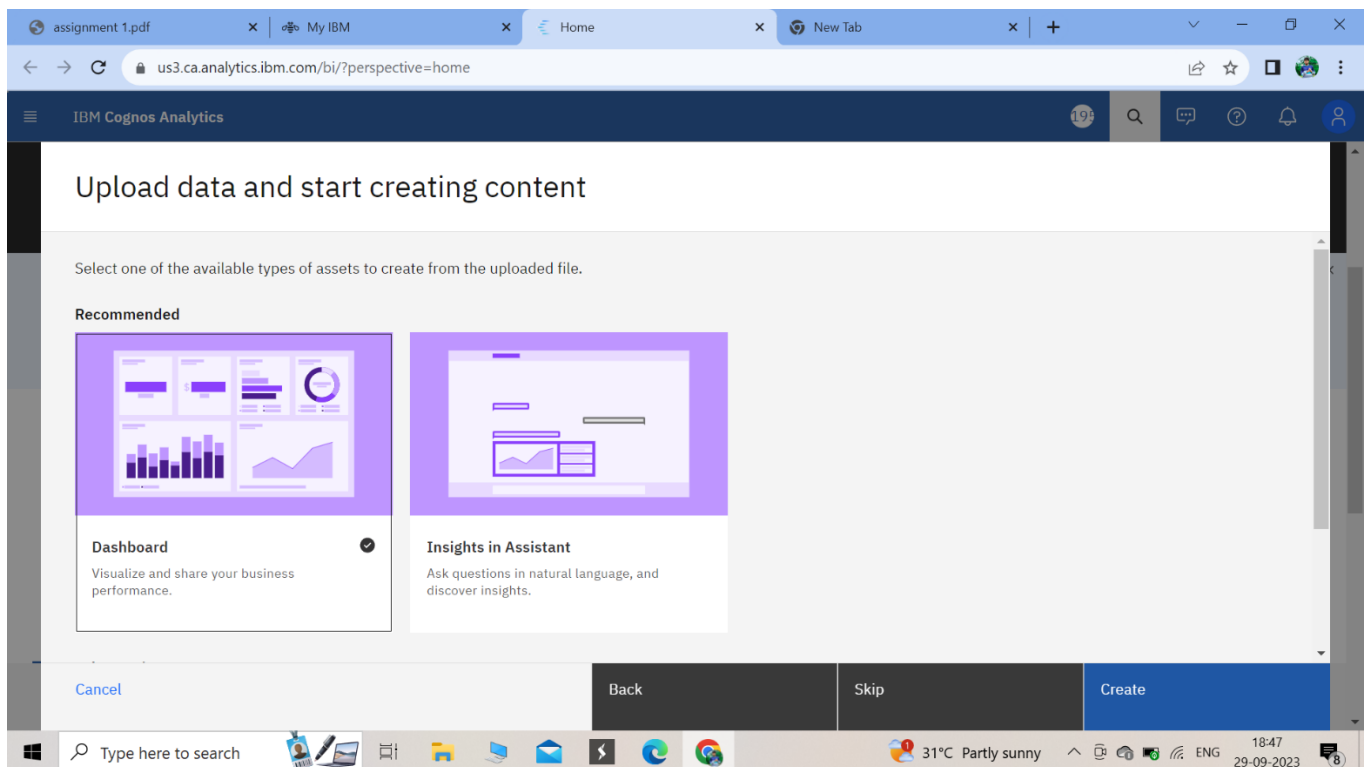 assignment 1.pdf
My IBM
Home
New Tab
us3.ca.analytics.ibm.com/bi/?perspective=home
IBM Cognos Analytics
Upload data and start creating content
Select one of the available types of assets to create from the uploaded file.
Recommended
Dashboard
Visualize and share your business
performance.
Insights in Assistant
Ask questions in natural language, and
discover insights.
Cancel
Back
Skip
Create
Type here to search
1
31°C Partly sunny
ENG
18:47
29-09-2023
8